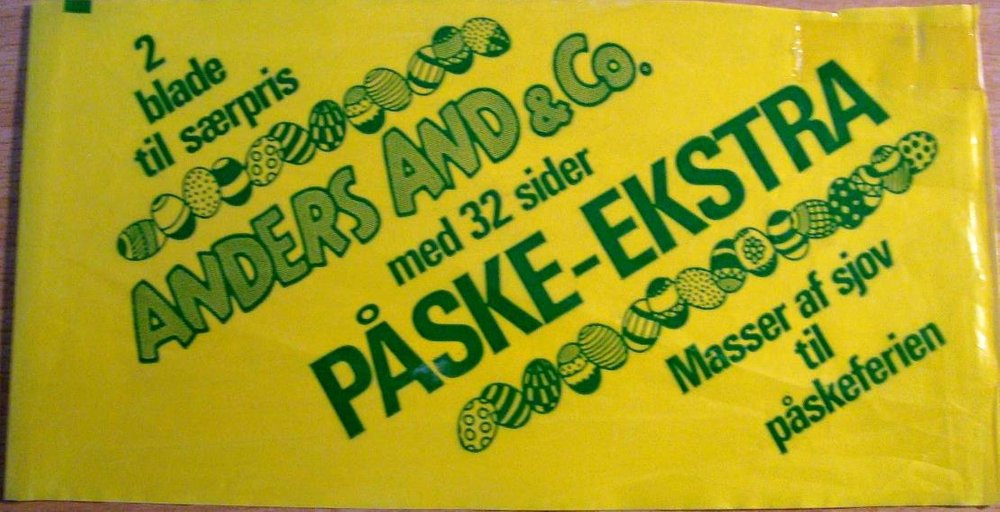 2
blade
til særpris
ANDERS AND & Co.
med 32 sider
PÅSKE-EKSTRA
Masser af sjov
til
påskeferien